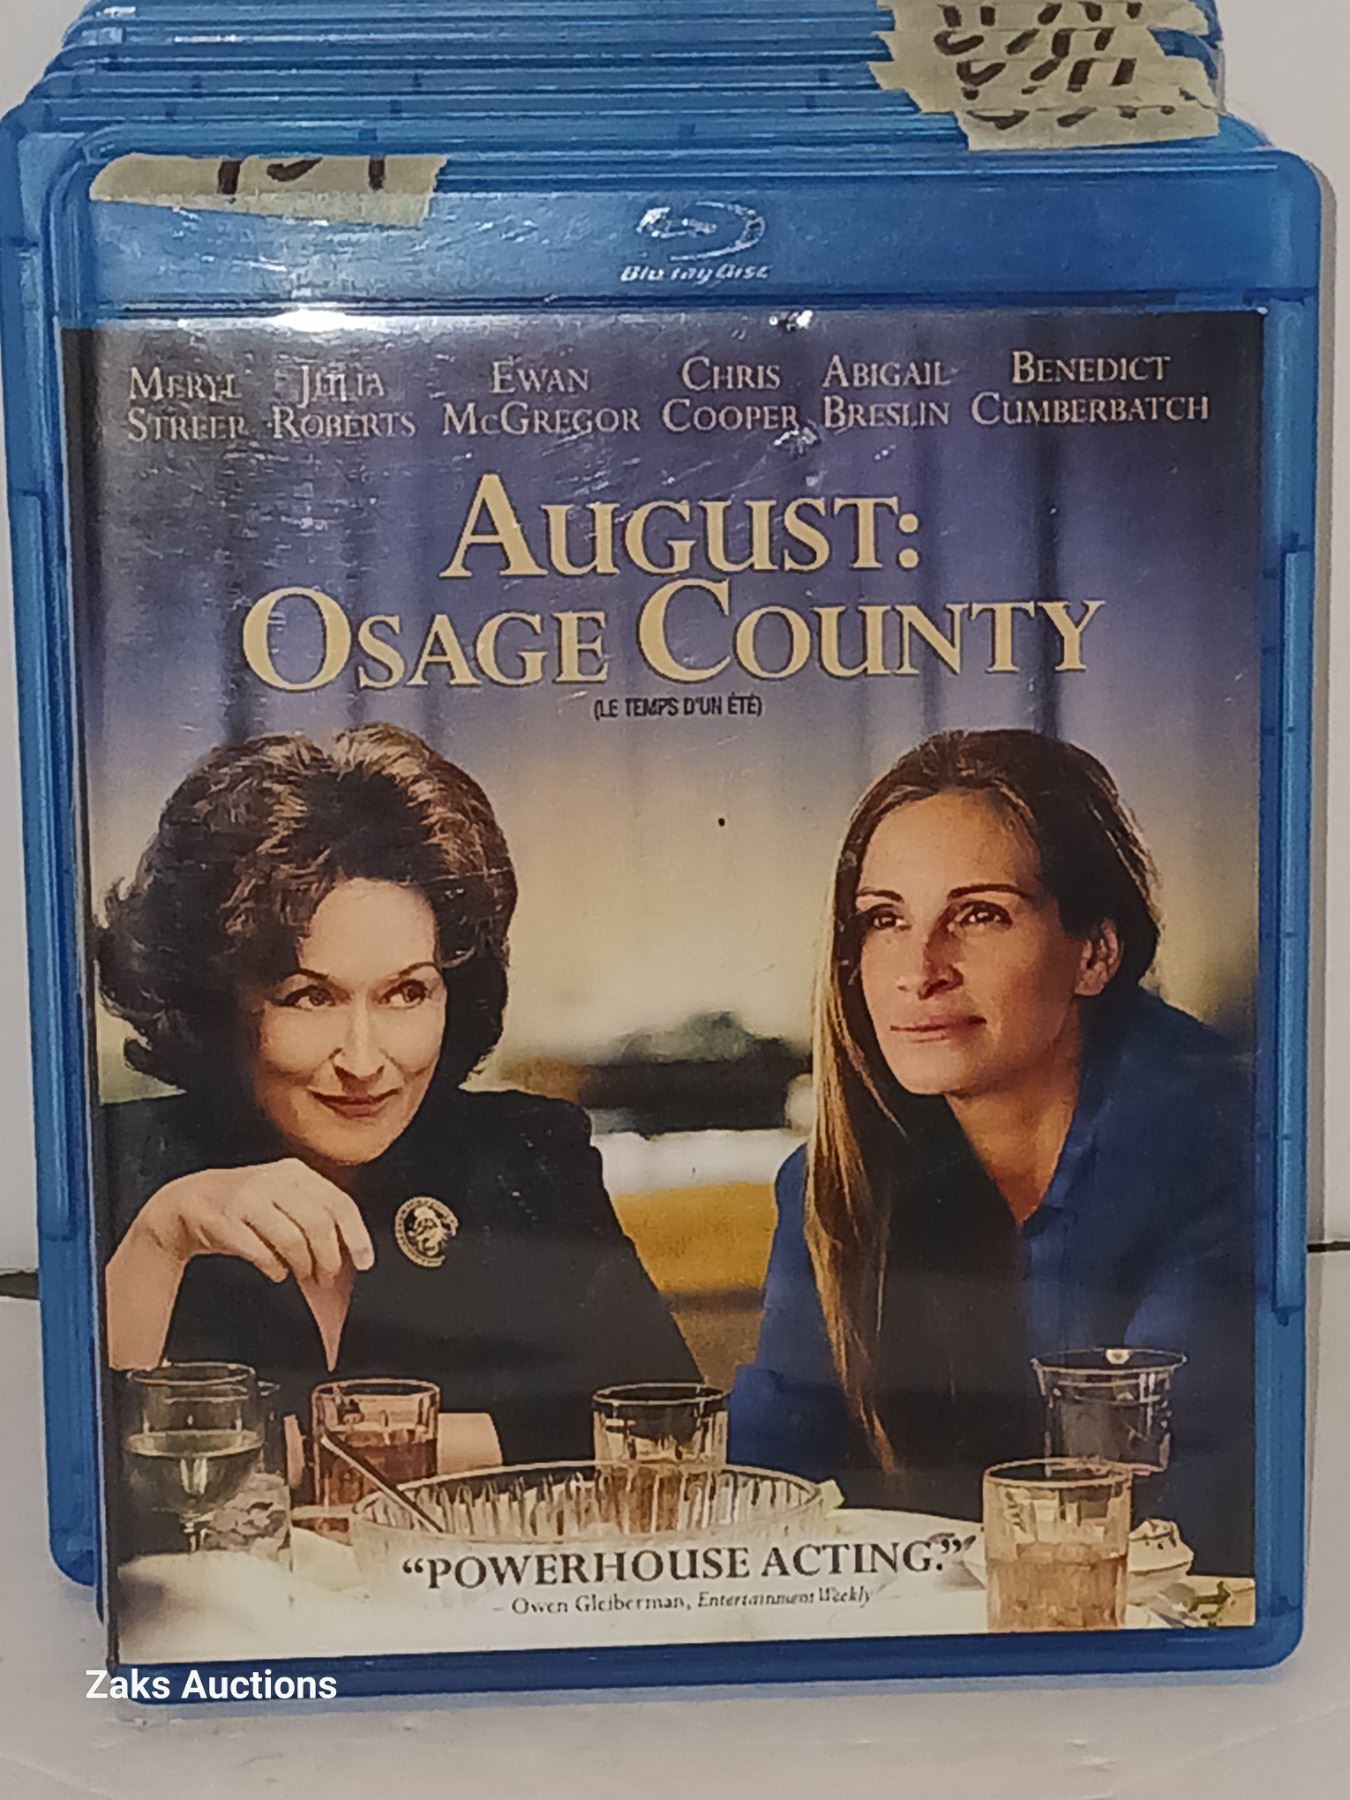 Blu-ray Disc
MERYL JULIA EWAN CHRIS ABIGAIL BENEDICT
STREEP ROBERTS MCGREGOR COOPER BRESLIN CUMBERBATCH
AUGUST:
OSAGE COUNTY
(LE TEMPS D'UN ÉTÉ)
“POWERHOUSE ACTING.”
– Owen Gleiberman, Entertainment Weekly
Zaks Auctions